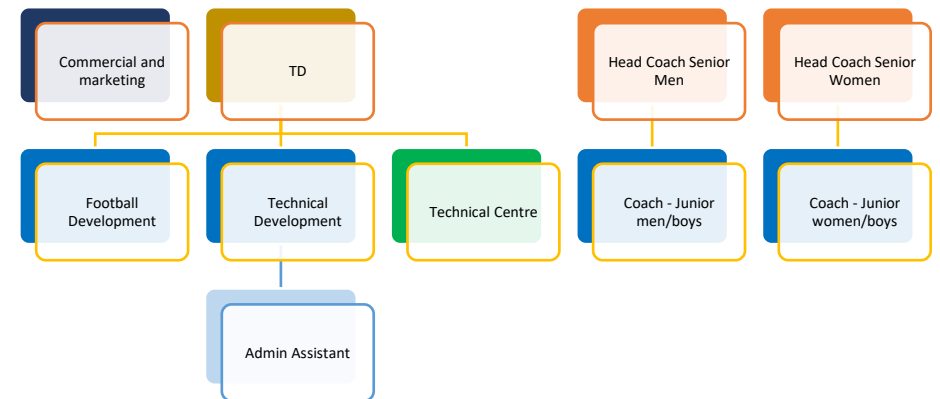 Commercial and
marketing
TD
Head Coach Senior
Men
Head Coach Senior
Women
Football
Development
Technical
Development
Technical Centre
Coach - Junior
men/boys
Coach - Junior
women/boys
Admin Assistant